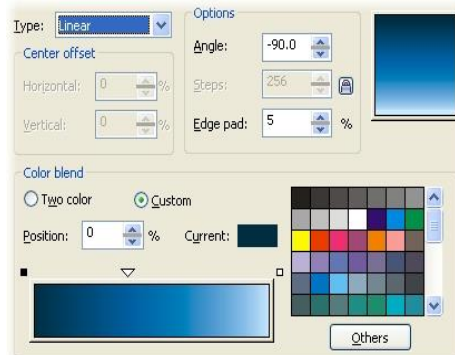 Type: Linear
Options
Angle: -90.0
Center offset
Horizontal: 0 %
Steps: 256
Vertical: 0 %
Edge pad: 5 %
Color blend
Two color Custom
Position: 0 % Current:
Others